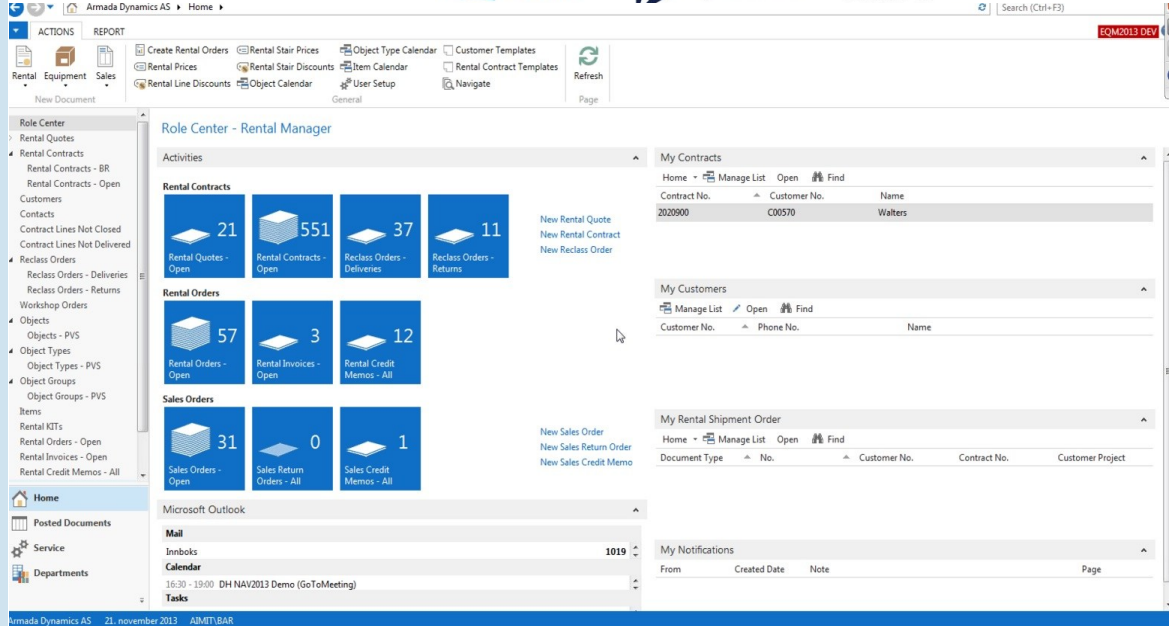 Armada Dynamics AS ▸ Home ▸
Search (Ctrl+F3)
ACTIONS REPORT
EQM2013 DEV
Create Rental Orders Rental Stair Prices Object Type Calendar Customer Templates
Rental Prices Rental Stair Discounts Item Calendar Rental Contract Templates
Rental Line Discounts Object Calendar User Setup Navigate
Rental Equipment Sales
Refresh
New Document General Page
Role Center
Rental Quotes
Rental Contracts
Rental Contracts - BR
Rental Contracts - Open
Customers
Contacts
Contract Lines Not Closed
Contract Lines Not Delivered
Reclass Orders
Reclass Orders - Deliveries
Reclass Orders - Returns
Workshop Orders
Objects
Objects - PVS
Object Types
Object Types - PVS
Object Groups
Object Groups - PVS
Items
Rental KITs
Rental Orders - Open
Rental Invoices - Open
Rental Credit Memos - All
Home
Posted Documents
Service
Departments
Role Center - Rental Manager
Activities
Rental Contracts
21
Rental Quotes -
Open
551
Rental Contracts -
Open
37
Reclass Orders -
Deliveries
11
Reclass Orders -
Returns
New Rental Quote
New Rental Contract
New Reclass Order
Rental Orders
57
Rental Orders -
Open
3
Rental Invoices -
Open
12
Rental Credit
Memos - All
Sales Orders
31
Sales Orders -
Open
0
Sales Return
Orders - All
1
Sales Credit
Memos - All
New Sales Order
New Sales Return Order
New Sales Credit Memo
Microsoft Outlook
Mail
Innboks 1019
Calendar
16:30 - 19:00 DH NAV2013 Demo (GoToMeeting)
Tasks
My Contracts
Home Manage List Open Find
Contract No. Customer No. Name
2020900 C00570 Walters
My Customers
Manage List Open Find
Customer No. Phone No. Name
My Rental Shipment Order
Home Manage List Open Find
Document Type No. Customer No. Contract No. Customer Project
My Notifications
From Created Date Note Page
Armada Dynamics AS 21. november 2013 AIMIT\BAR